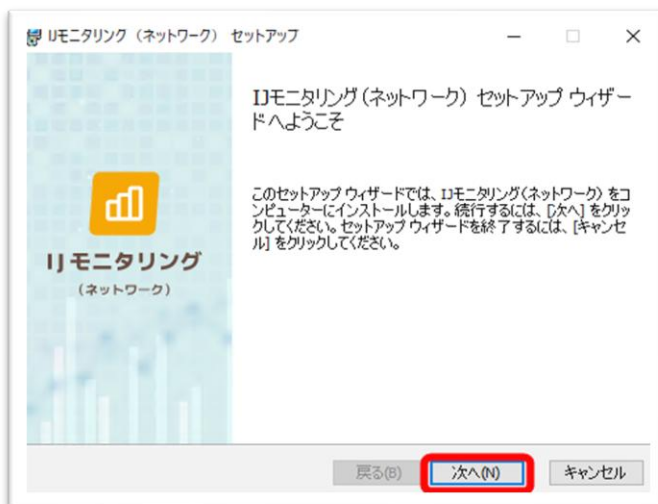 IJモニタリング（ネットワーク） セットアップ
IJモニタリング（ネットワーク） セットアップ ウィザー
ドへようこそ
このセットアップ ウィザードでは、IJモニタリング（ネットワーク） をコ
ンピューターにインストールします。続行するには、[次へ] をクリッ
クしてください。セットアップ ウィザードを終了するには、[キャンセ
ル] をクリックしてください。
IJモニタリング
（ネットワーク）
戻る(B) 次へ(N) キャンセル